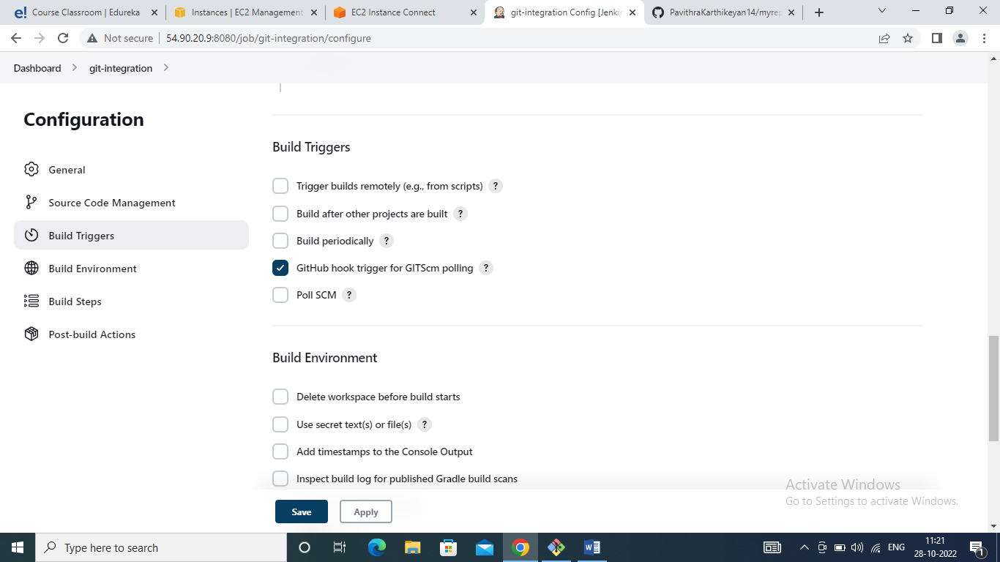 Course Classroom | Edureka
Instances | EC2 Management
EC2 Instance Connect
git-integration Config [Jenki
PavithraKarthikeyan14/myrep
Not secure
54.90.20.9:8080/job/git-integration/configure
Dashboard
git-integration
Configuration
General
Source Code Management
Build Triggers
Build Environment
Build Steps
Post-build Actions
Build Triggers
Trigger builds remotely (e.g., from scripts) ?
Build after other projects are built ?
Build periodically ?
GitHub hook trigger for GITScm polling ?
Poll SCM ?
Build Environment
Delete workspace before build starts
Use secret text(s) or file(s) ?
Add timestamps to the Console Output
Inspect build log for published Gradle build scans
Save
Apply
Activate Windows
Go to Settings to activate Windows.
Type here to search
ENG
11:21
28-10-2022
1